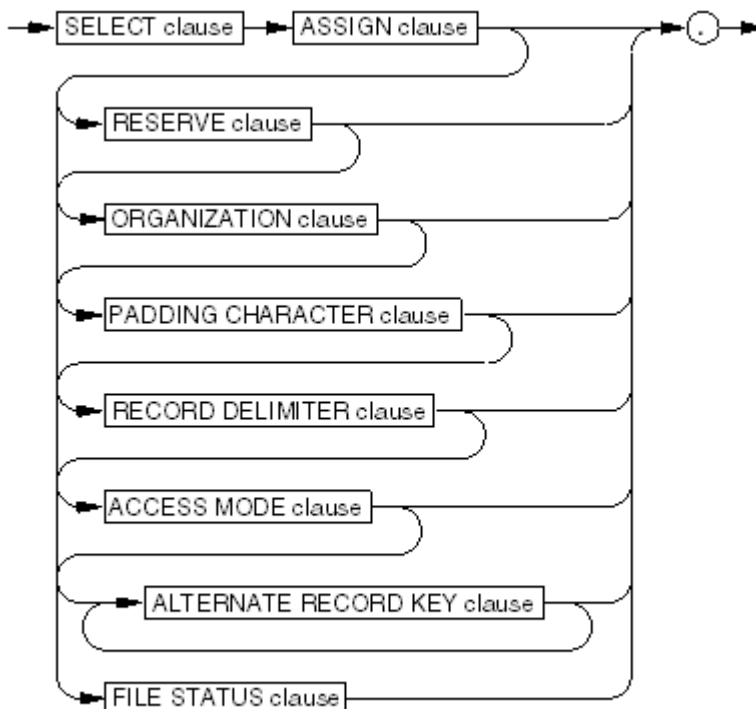 SELECT clause ASSIGN clause .
RESERVE clause
ORGANIZATION clause
PADDING CHARACTER clause
RECORD DELIMITER clause
ACCESS MODE clause
ALTERNATE RECORD KEY clause
FILE STATUS clause